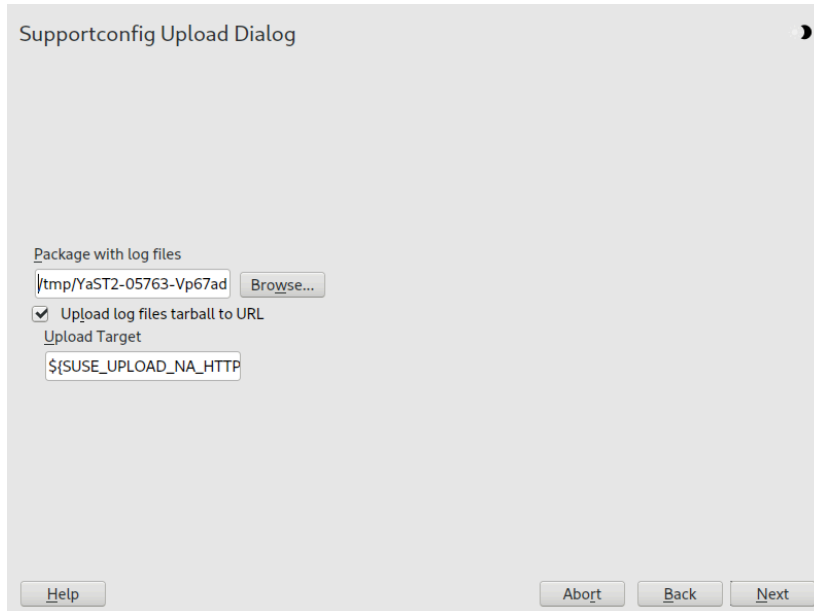 Supportconfig Upload Dialog
Package with log files
/tmp/YaST2-05763-Vp67ad
Browse...
Upload log files tarball to URL
Upload Target
${SUSE_UPLOAD_NA_HTTP
Help Abort Back Next